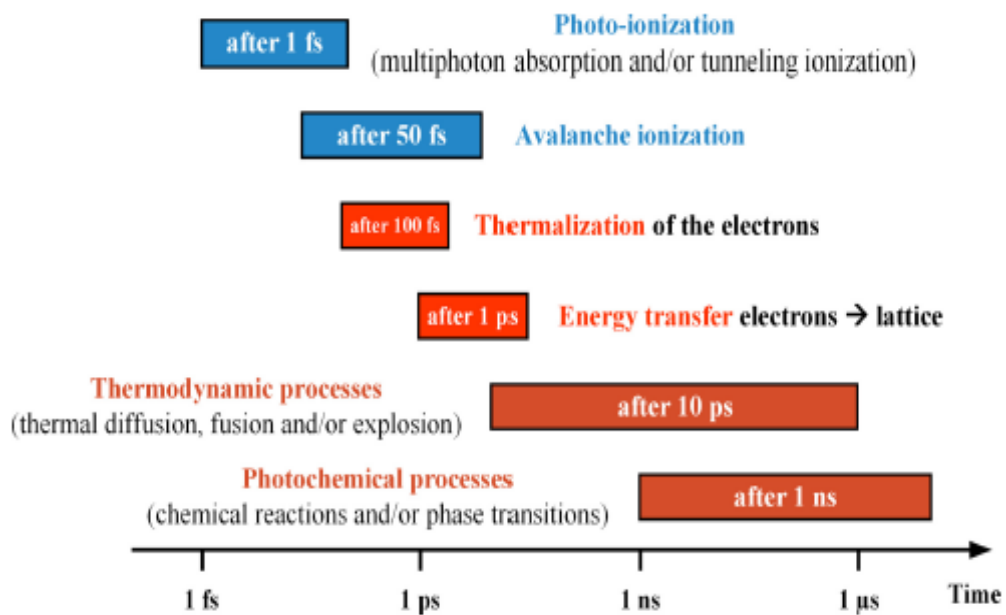 after 1 fs
Photo-ionization
(multiphoton absorption and/or tunneling ionization)
after 50 fs
Avalanche ionization
after 100 fs
Thermalization of the electrons
after 1 ps
Energy transfer electrons → lattice
Thermodynamic processes
(thermal diffusion, fusion and/or explosion)
after 10 ps
Photochemical processes
(chemical reactions and/or phase transitions)
after 1 ns
1 fs
1 ps
1 ns
1 µs
Time